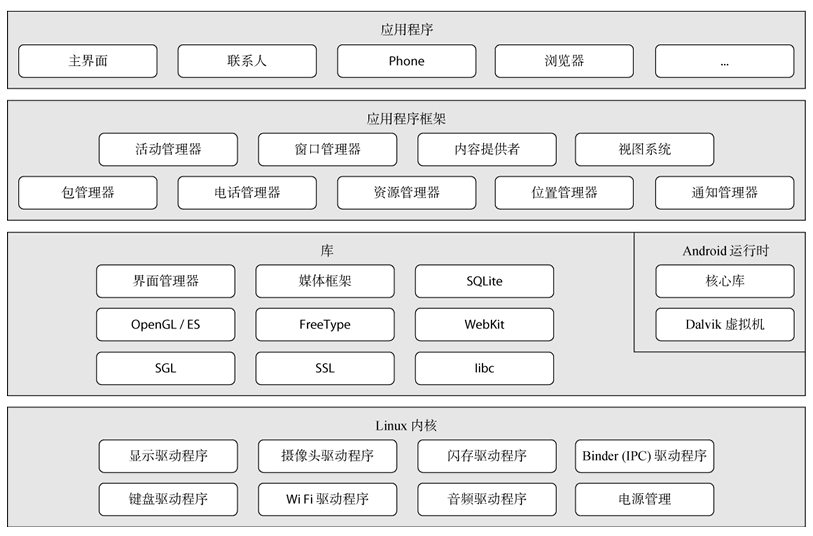 应用程序
主界面 联系人 Phone 浏览器 ...
应用程序框架
活动管理器 窗口管理器 内容提供者 视图系统
包管理器 电话管理器 资源管理器 位置管理器 通知管理器
库
界面管理器 媒体框架 SQLite
OpenGL / ES FreeType WebKit
SGL SSL libc
Android 运行时
核心库
Dalvik 虚拟机
Linux 内核
显示驱动程序 摄像头驱动程序 闪存驱动程序 Binder (IPC) 驱动程序
键盘驱动程序 Wi Fi 驱动程序 音频驱动程序 电源管理